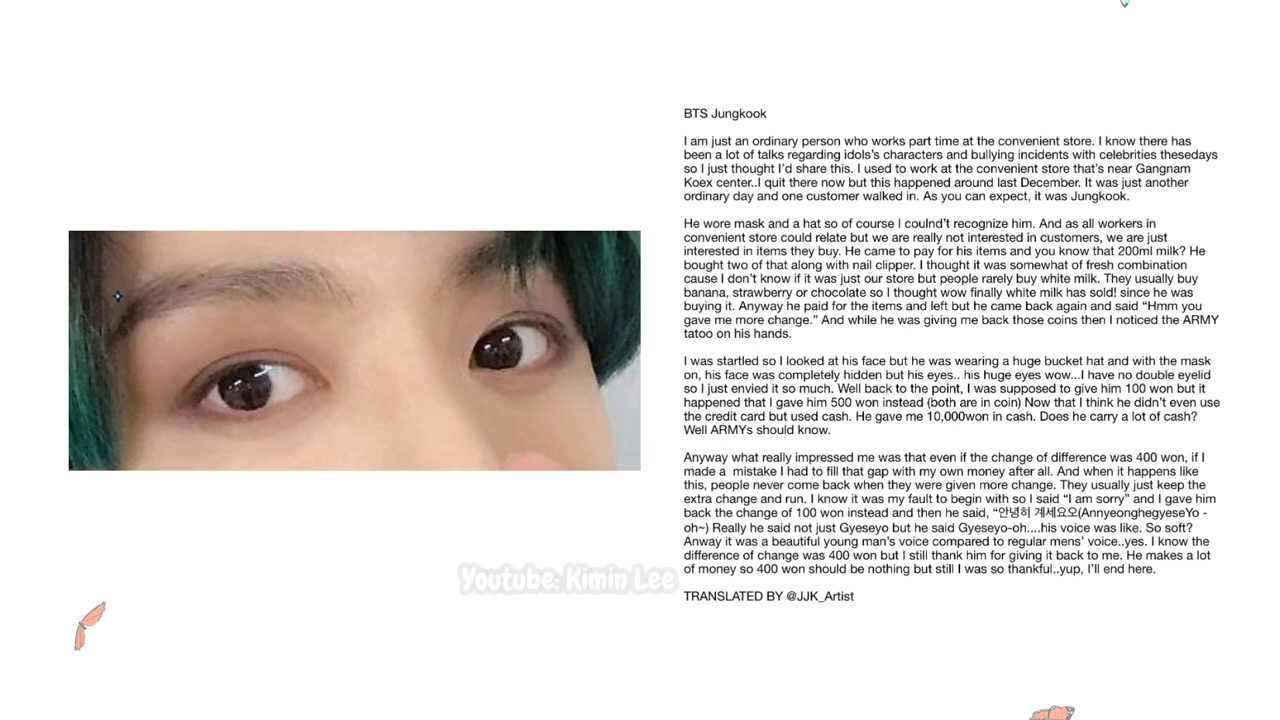 BTS Jungkook
I am just an ordinary person who works part time at the convenient store. I know there has
been a lot of talks regarding idols's characters and bullying incidents with celebrities thesedays
so I just thought I'd share this. I used to work at the convenient store that's near Gangnam
Koex center..I quit there now but this happened around last December. It was just another
ordinary day and one customer walked in. As you can expect, it was Jungkook.
He wore mask and a hat so of course I coulnd't recognize him. And as all workers in
convenient store could relate but we are really not interested in customers, we are just
interested in items they buy. He came to pay for his items and you know that 200ml milk? He
bought two of that along with nail clipper. I thought it was somewhat of fresh combination
cause I don't know if it was just our store but people rarely buy white milk. They usually buy
banana, strawberry or chocolate so I thought wow finally white milk has sold! since he was
buying it. Anyway he paid for the items and left but he came back again and said “Hmm you
gave me more change.” And while he was giving me back those coins then I noticed the ARMY
tatoo on his hands.
I was startled so I looked at his face but he was wearing a huge bucket hat and with the mask
on, his face was completely hidden but his eyes.. his huge eyes wow...I have no double eyelid
so I just envied it so much. Well back to the point, I was supposed to give him 100 won but it
happened that I gave him 500 won instead (both are in coin) Now that I think he didn't even use
the credit card but used cash. He gave me 10,000won in cash. Does he carry a lot of cash?
Well ARMYs should know.
Anyway what really impressed me was that even if the change of difference was 400 won, if I
made a  mistake I had to fill that gap with my own money after all. And when it happens like
this, people never come back when they were given more change. They usually just keep the
extra change and run. I know it was my fault to begin with so I said “I am sorry” and I gave him
back the change of 100 won instead and then he said, “안녕히 계세요오(AnnyeonghegyeseYo -
oh~) Really he said not just Gyeseyo but he said Gyeseyo-oh....his voice was like. So soft?
Anway it was a beautiful young man's voice compared to regular mens' voice..yes. I know the
difference of change was 400 won but I still thank him for giving it back to me. He makes a lot
of money so 400 won should be nothing but still I was so thankful..yup, I'll end here.
Youtube: Kimin Lee
TRANSLATED BY @JJK_Artist